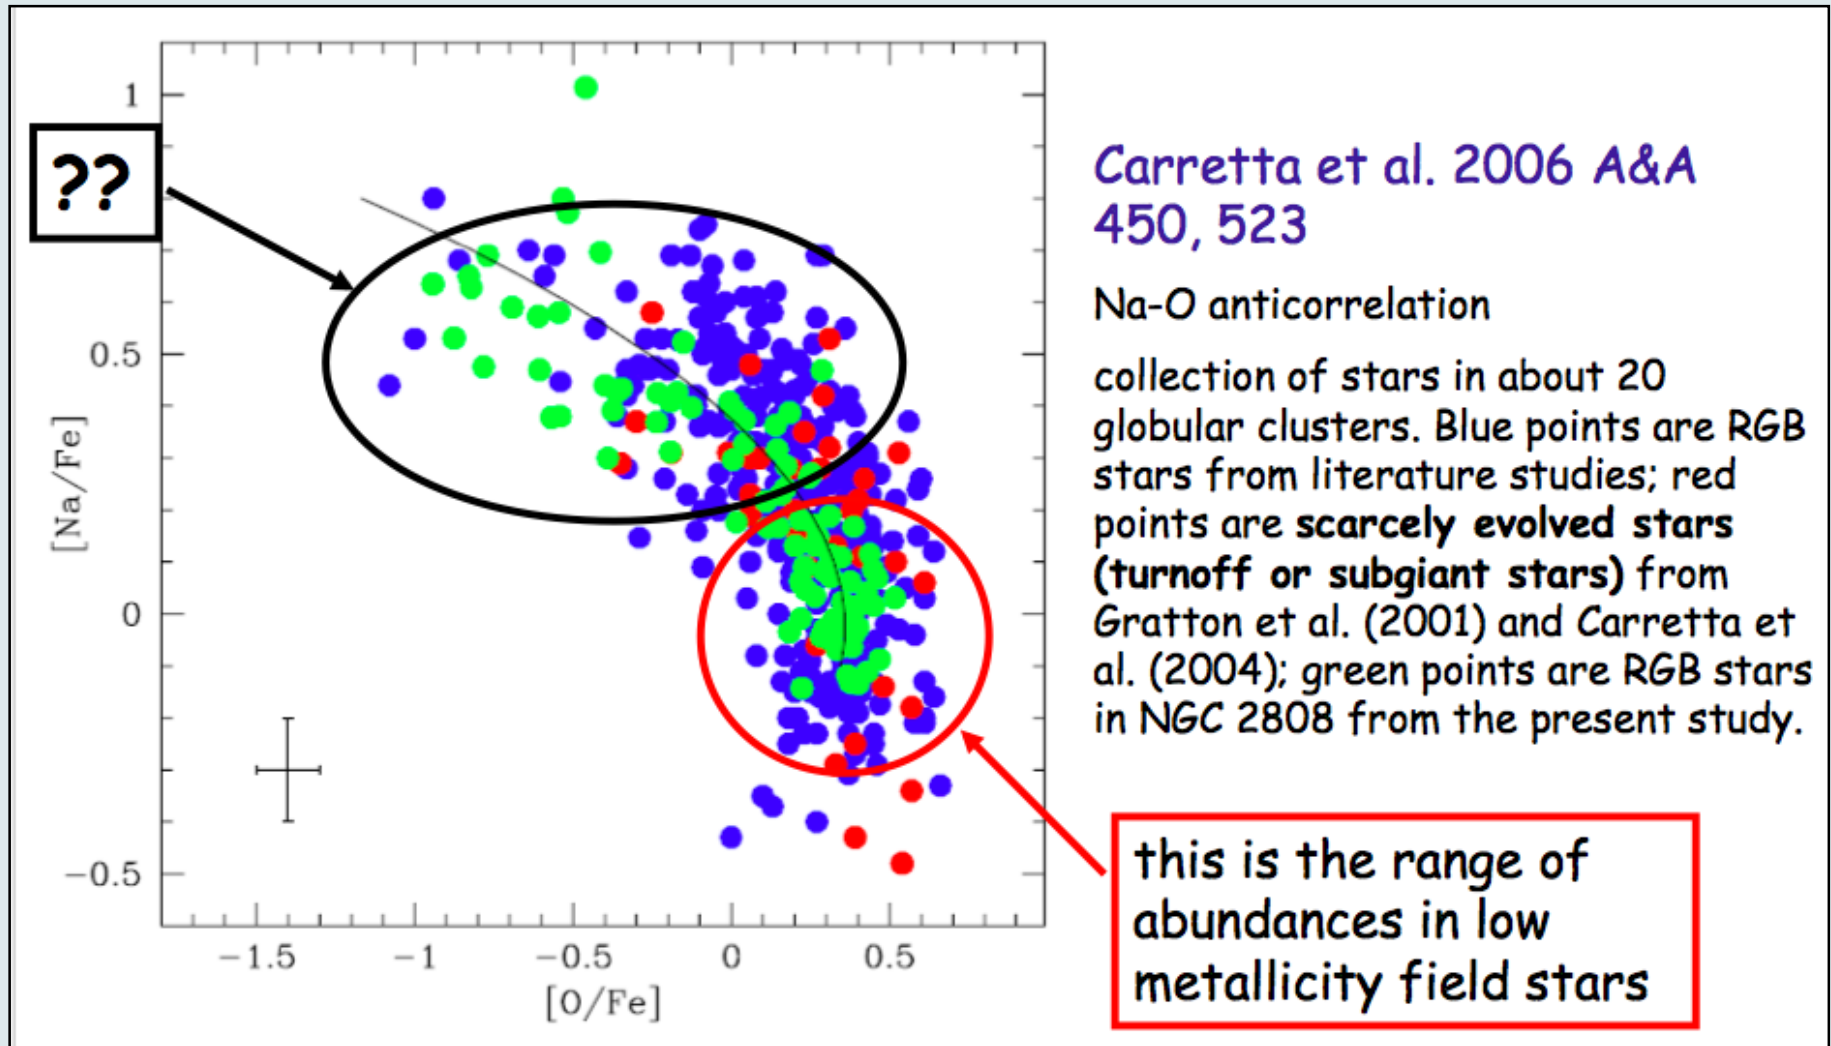 ??
1
0.5
0
−0.5
[Na/Fe]
−1.5 −1 −0.5 0 0.5
[O/Fe]
Carretta et al. 2006 A&A
450, 523
Na-O anticorrelation
collection of stars in about 20
globular clusters. Blue points are RGB
stars from literature studies; red
points are scarcely evolved stars
(turnoff or subgiant stars) from
Gratton et al. (2001) and Carretta et
al. (2004); green points are RGB stars
in NGC 2808 from the present study.
this is the range of
abundances in low
metallicity field stars